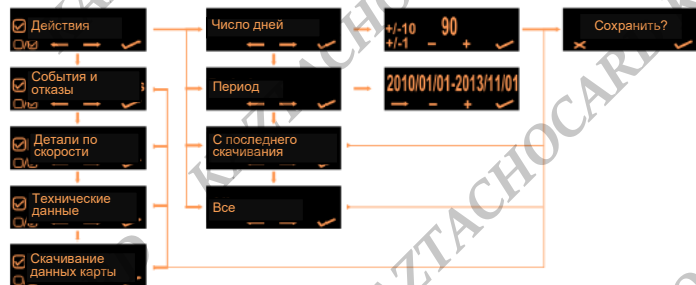 Действия
Число дней
+/-10 90
+/-1 - +
Сохранить?
События и
отказы
Период
2010/01/01-2013/11/01
- +
Детали по
скорости
С последнего
скачивания
Технические
данные
Все
Скачивание
данных карты
KAZTACHOCARD